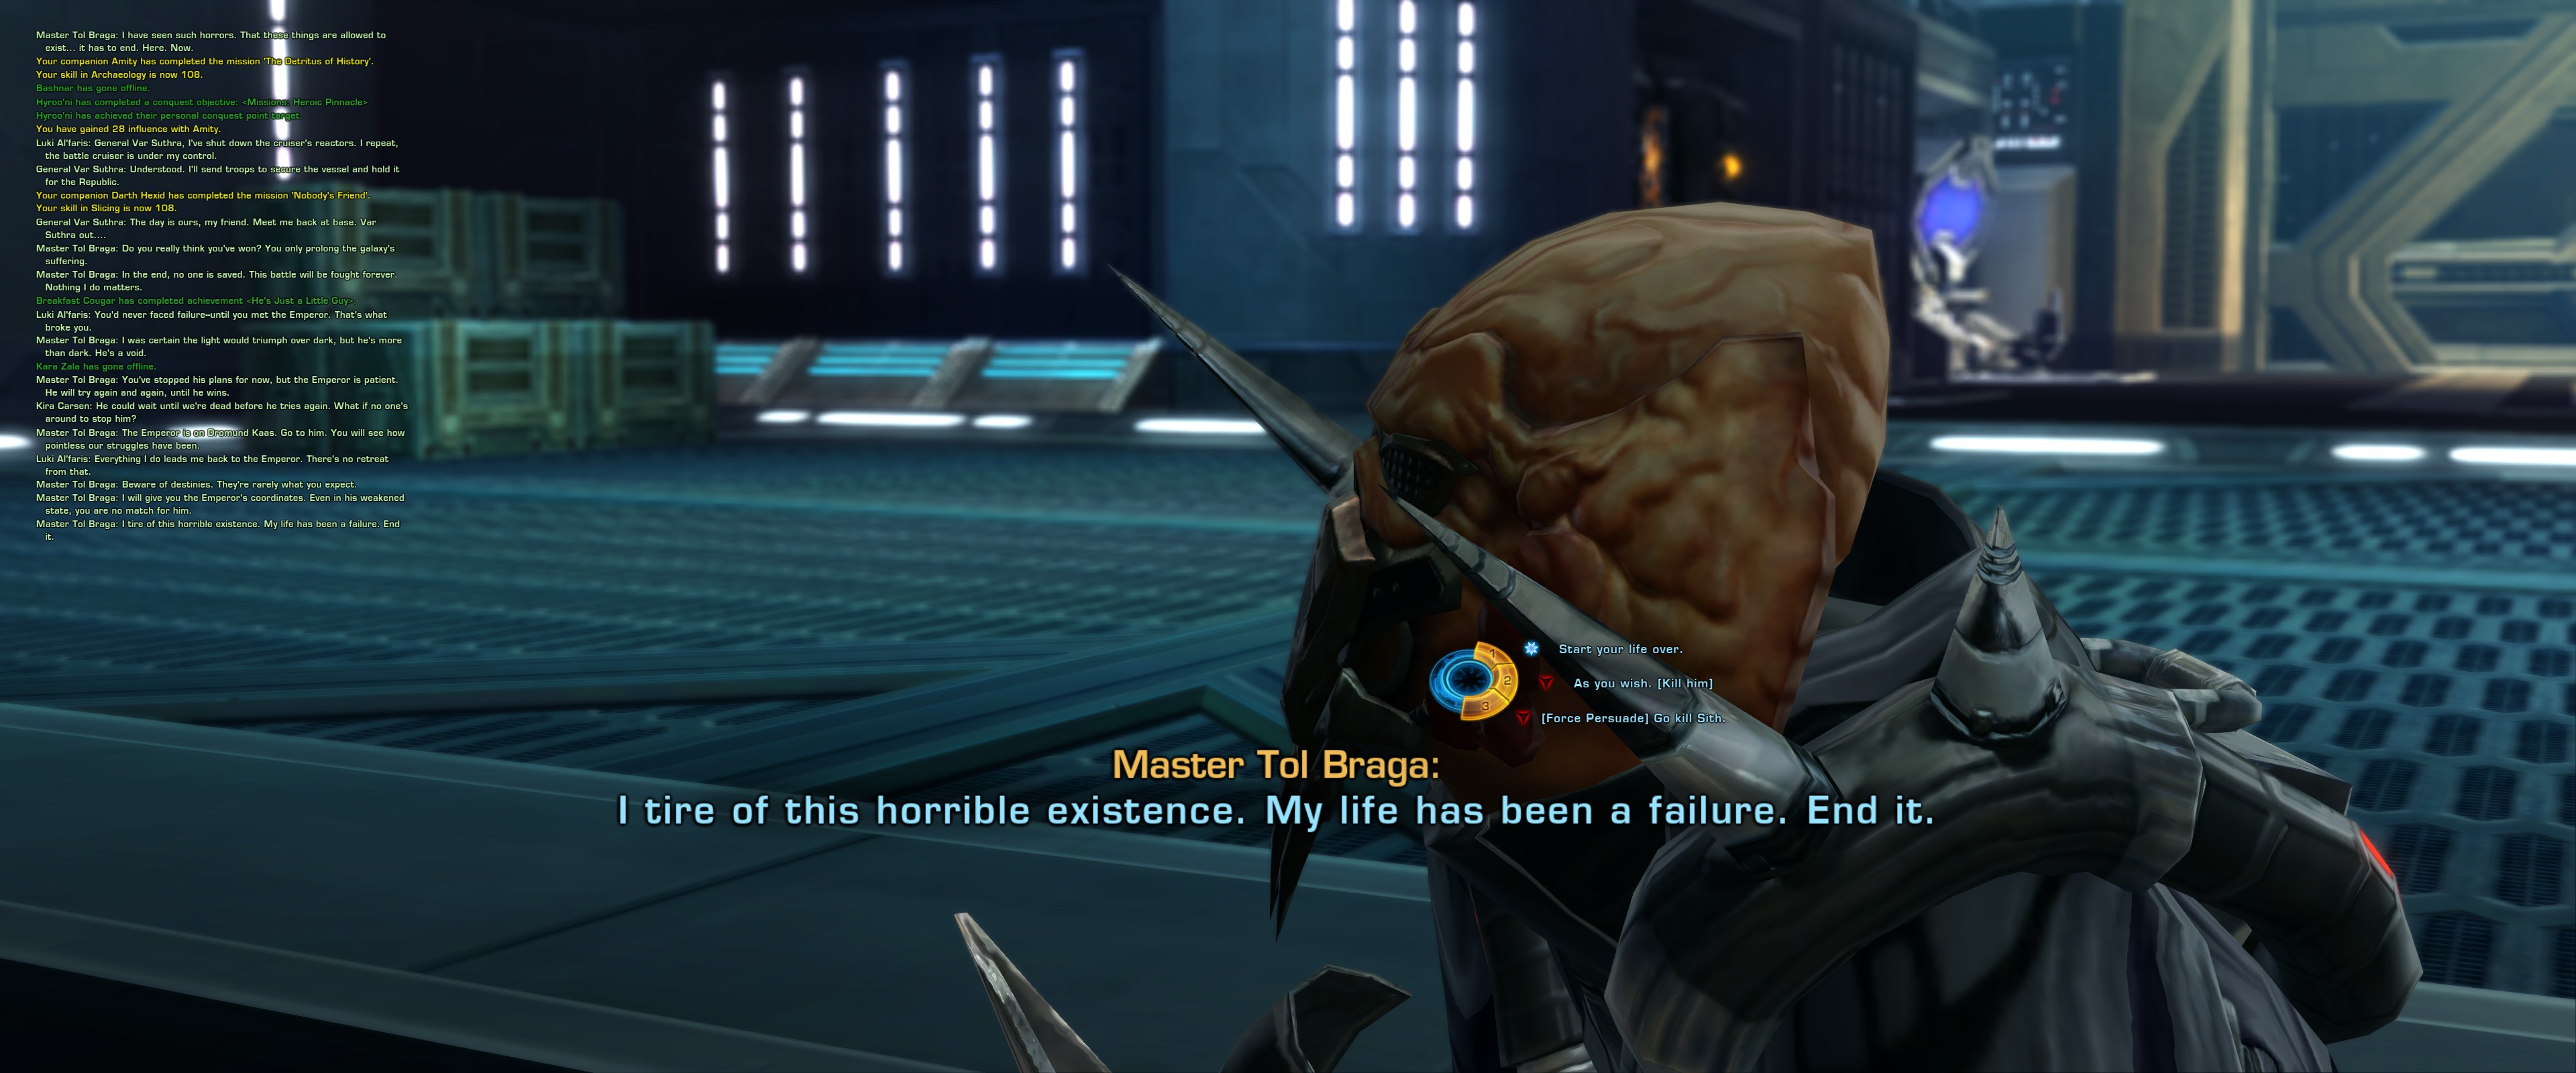 Master Tol Braga: I have seen such horrors. That these things are allowed to
exist... it has to end. Here. Now.
Your companion Amity has completed the mission 'The Detritus of History'.
Your skill in Archaeology is now 108.
Bashnar has gone offline.
Hyroo'ni has completed a conquest objective: <Missions: Heroic Pinnacle>
Hyroo'ni has achieved their personal conquest point target
You have gained 28 influence with Amity.
Luki Al'faris: General Var Suthra, I've shut down the cruiser's reactors. I repeat,
the battle cruiser is under my control.
General Var Suthra: Understood. I'll send troops to secure the vessel and hold it
for the Republic.
Your companion Darth Hexid has completed the mission 'Nobody's Friend'.
Your skill in Slicing is now 108.
General Var Suthra: The day is ours, my friend. Meet me back at base. Var
Suthra out....
Master Tol Braga: Do you really think you've won? You only prolong the galaxy's
suffering.
Master Tol Braga: In the end, no one is saved. This battle will be fought forever.
Nothing I do matters.
Breakfast Cougar has completed achievement <He's Just a Little Guy>.
Luki Al'faris: You'd never faced failure–until you met the Emperor. That's what
broke you.
Master Tol Braga: I was certain the light would triumph over dark, but he's more
than dark. He's a void.
Kara Zala has gone offline.
Master Tol Braga: You've stopped his plans for now, but the Emperor is patient.
He will try again and again, until he wins.
Kira Carsen: He could wait until we're dead before he tries again. What if no one's
around to stop him?
Master Tol Braga: The Emperor is on Dromund Kaas. Go to him. You will see how
pointless our struggles have been.
Luki Al'faris: Everything I do leads me back to the Emperor. There's no retreat
from that.
Master Tol Braga: Beware of destinies. They're rarely what you expect.
Master Tol Braga: I will give you the Emperor's coordinates. Even in his weakened
state, you are no match for him.
Master Tol Braga: I tire of this horrible existence. My life has been a failure. End
it.
1 Start your life over.
2 As you wish. [Kill him]
3 [Force Persuade] Go kill Sith.
Master Tol Braga:
I tire of this horrible existence. My life has been a failure. End it.